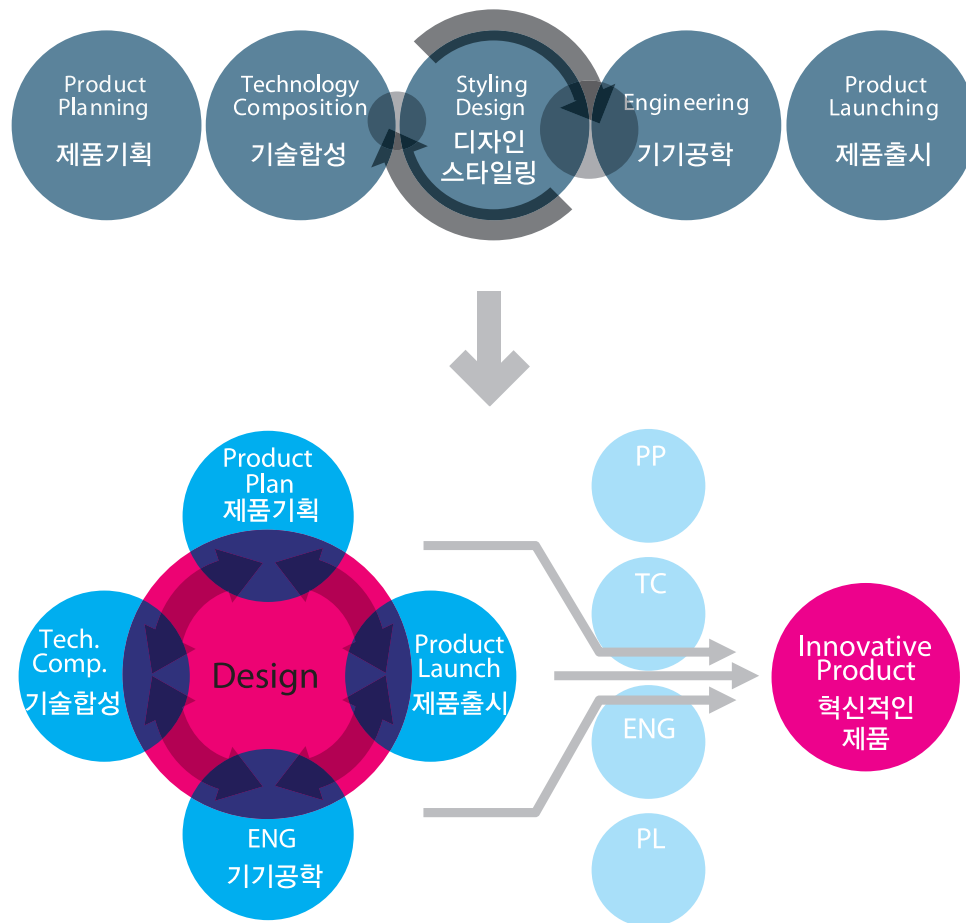 Product
Planning
제품기획
Technology
Composition
기술합성
Styling
Design
디자인
스타일링
Engineering
기기공학
Product
Launching
제품출시
Product
Plan
제품기획
Tech.
Comp.
기술합성
Design
Product
Launch
제품출시
ENG
기기공학
PP
TC
ENG
PL
Innovative
Product
혁신적인
제품